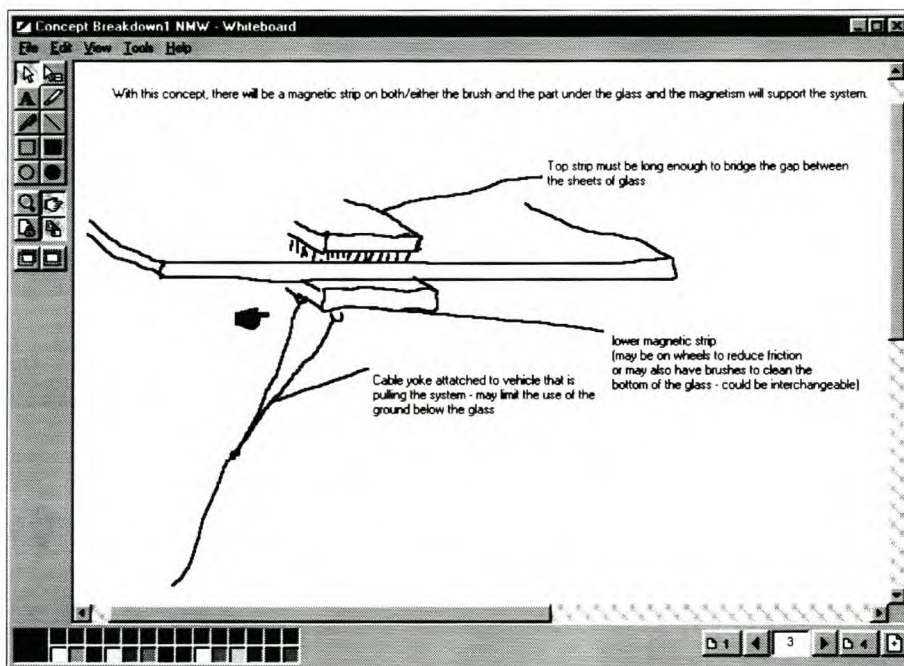 Concept Breakdown1 NMW - Whiteboard
File Edit View Tools Help
With this concept, there will be a magnetic strip on both/either the brush and the part under the glass and the magnetism will support the system.
Top strip must be long enough to bridge the gap between
the sheets of glass
lower magnetic strip
(may be on wheels to reduce friction
or may also have brushes to clean the
bottom of the glass - could be interchangeable)
Cable yoke attatched to vehicle that is
pulling the system - may limit the use of the
ground below the glass
A
1 3 4